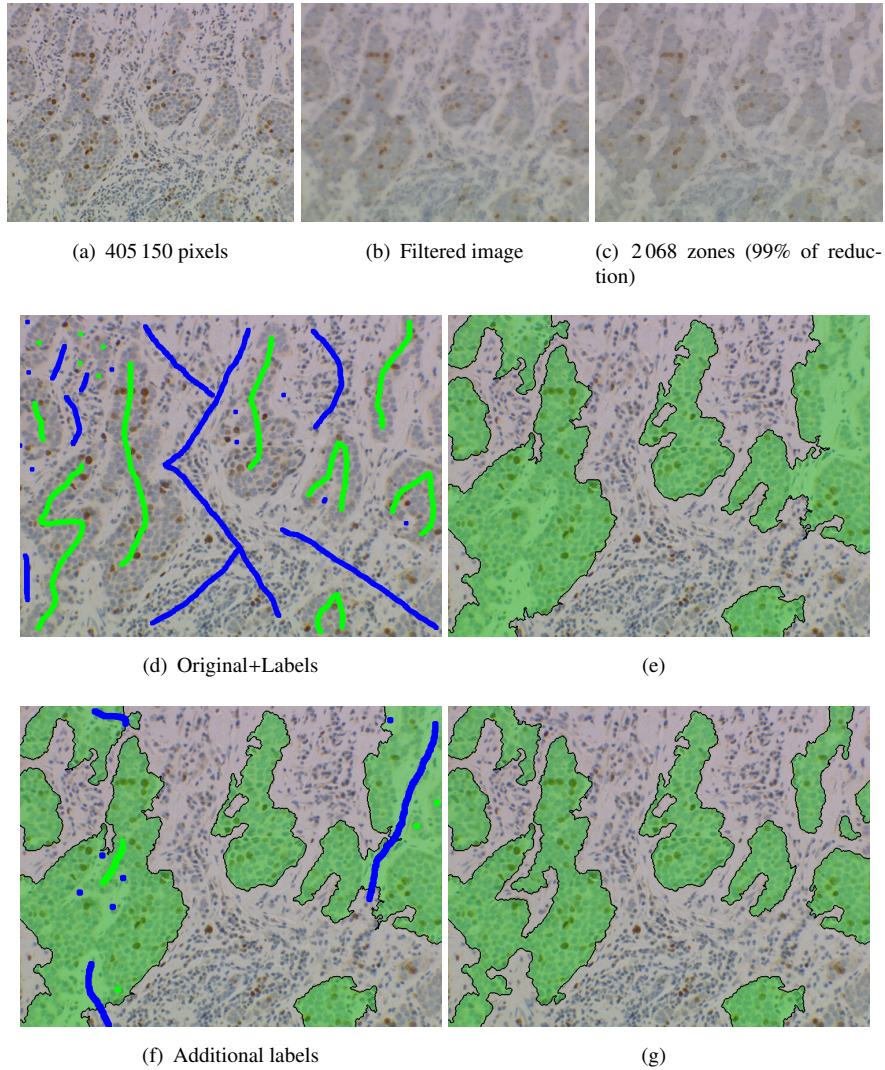 (a) 405 150 pixels
(b) Filtered image
(c) 2 068 zones (99% of reduc-
tion)
(d) Original+Labels
(e)
(f) Additional labels
(g)